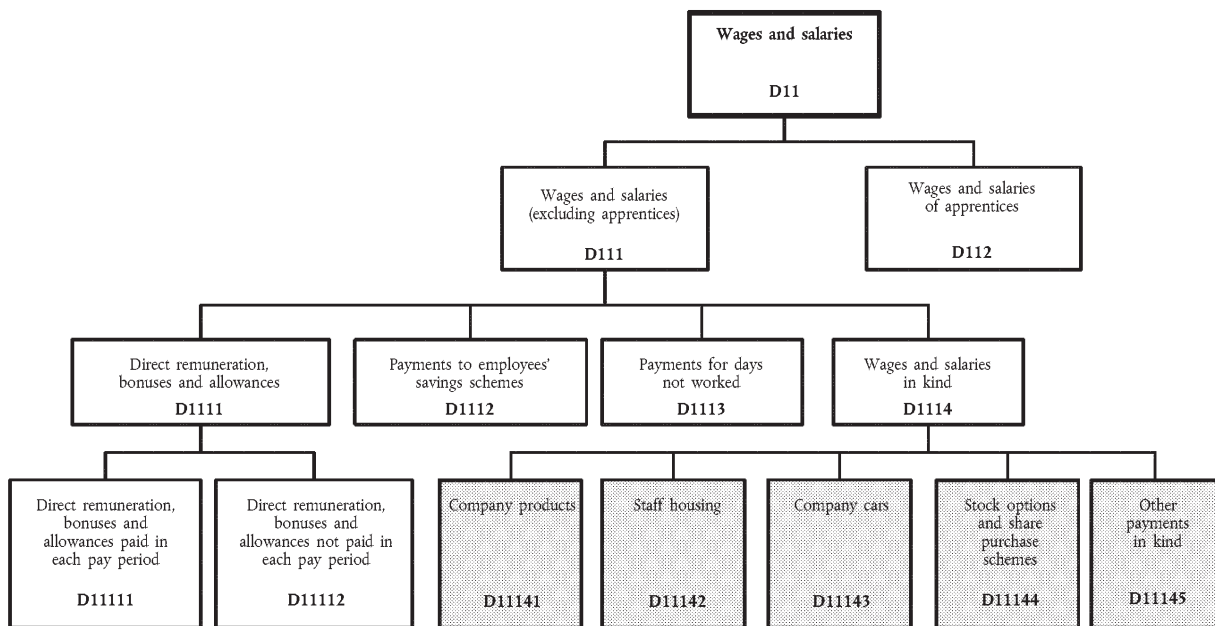 Wages and salaries
D11
Wages and salaries
(excluding apprentices)
D111
Wages and salaries
of apprentices
D112
Direct remuneration,
bonuses and allowances
D1111
Payments to employees'
savings schemes
D1112
Payments for days
not worked
D1113
Wages and salaries
in kind
D1114
Direct remuneration,
bonuses and
allowances paid in
each pay period
D11111
Direct remuneration,
bonuses and
allowances not paid in
each pay period
D11112
Company products
D11141
Staff housing
D11142
Company cars
D11143
Stock options
and share
purchase
schemes
D11144
Other
payments
in kind
D11145